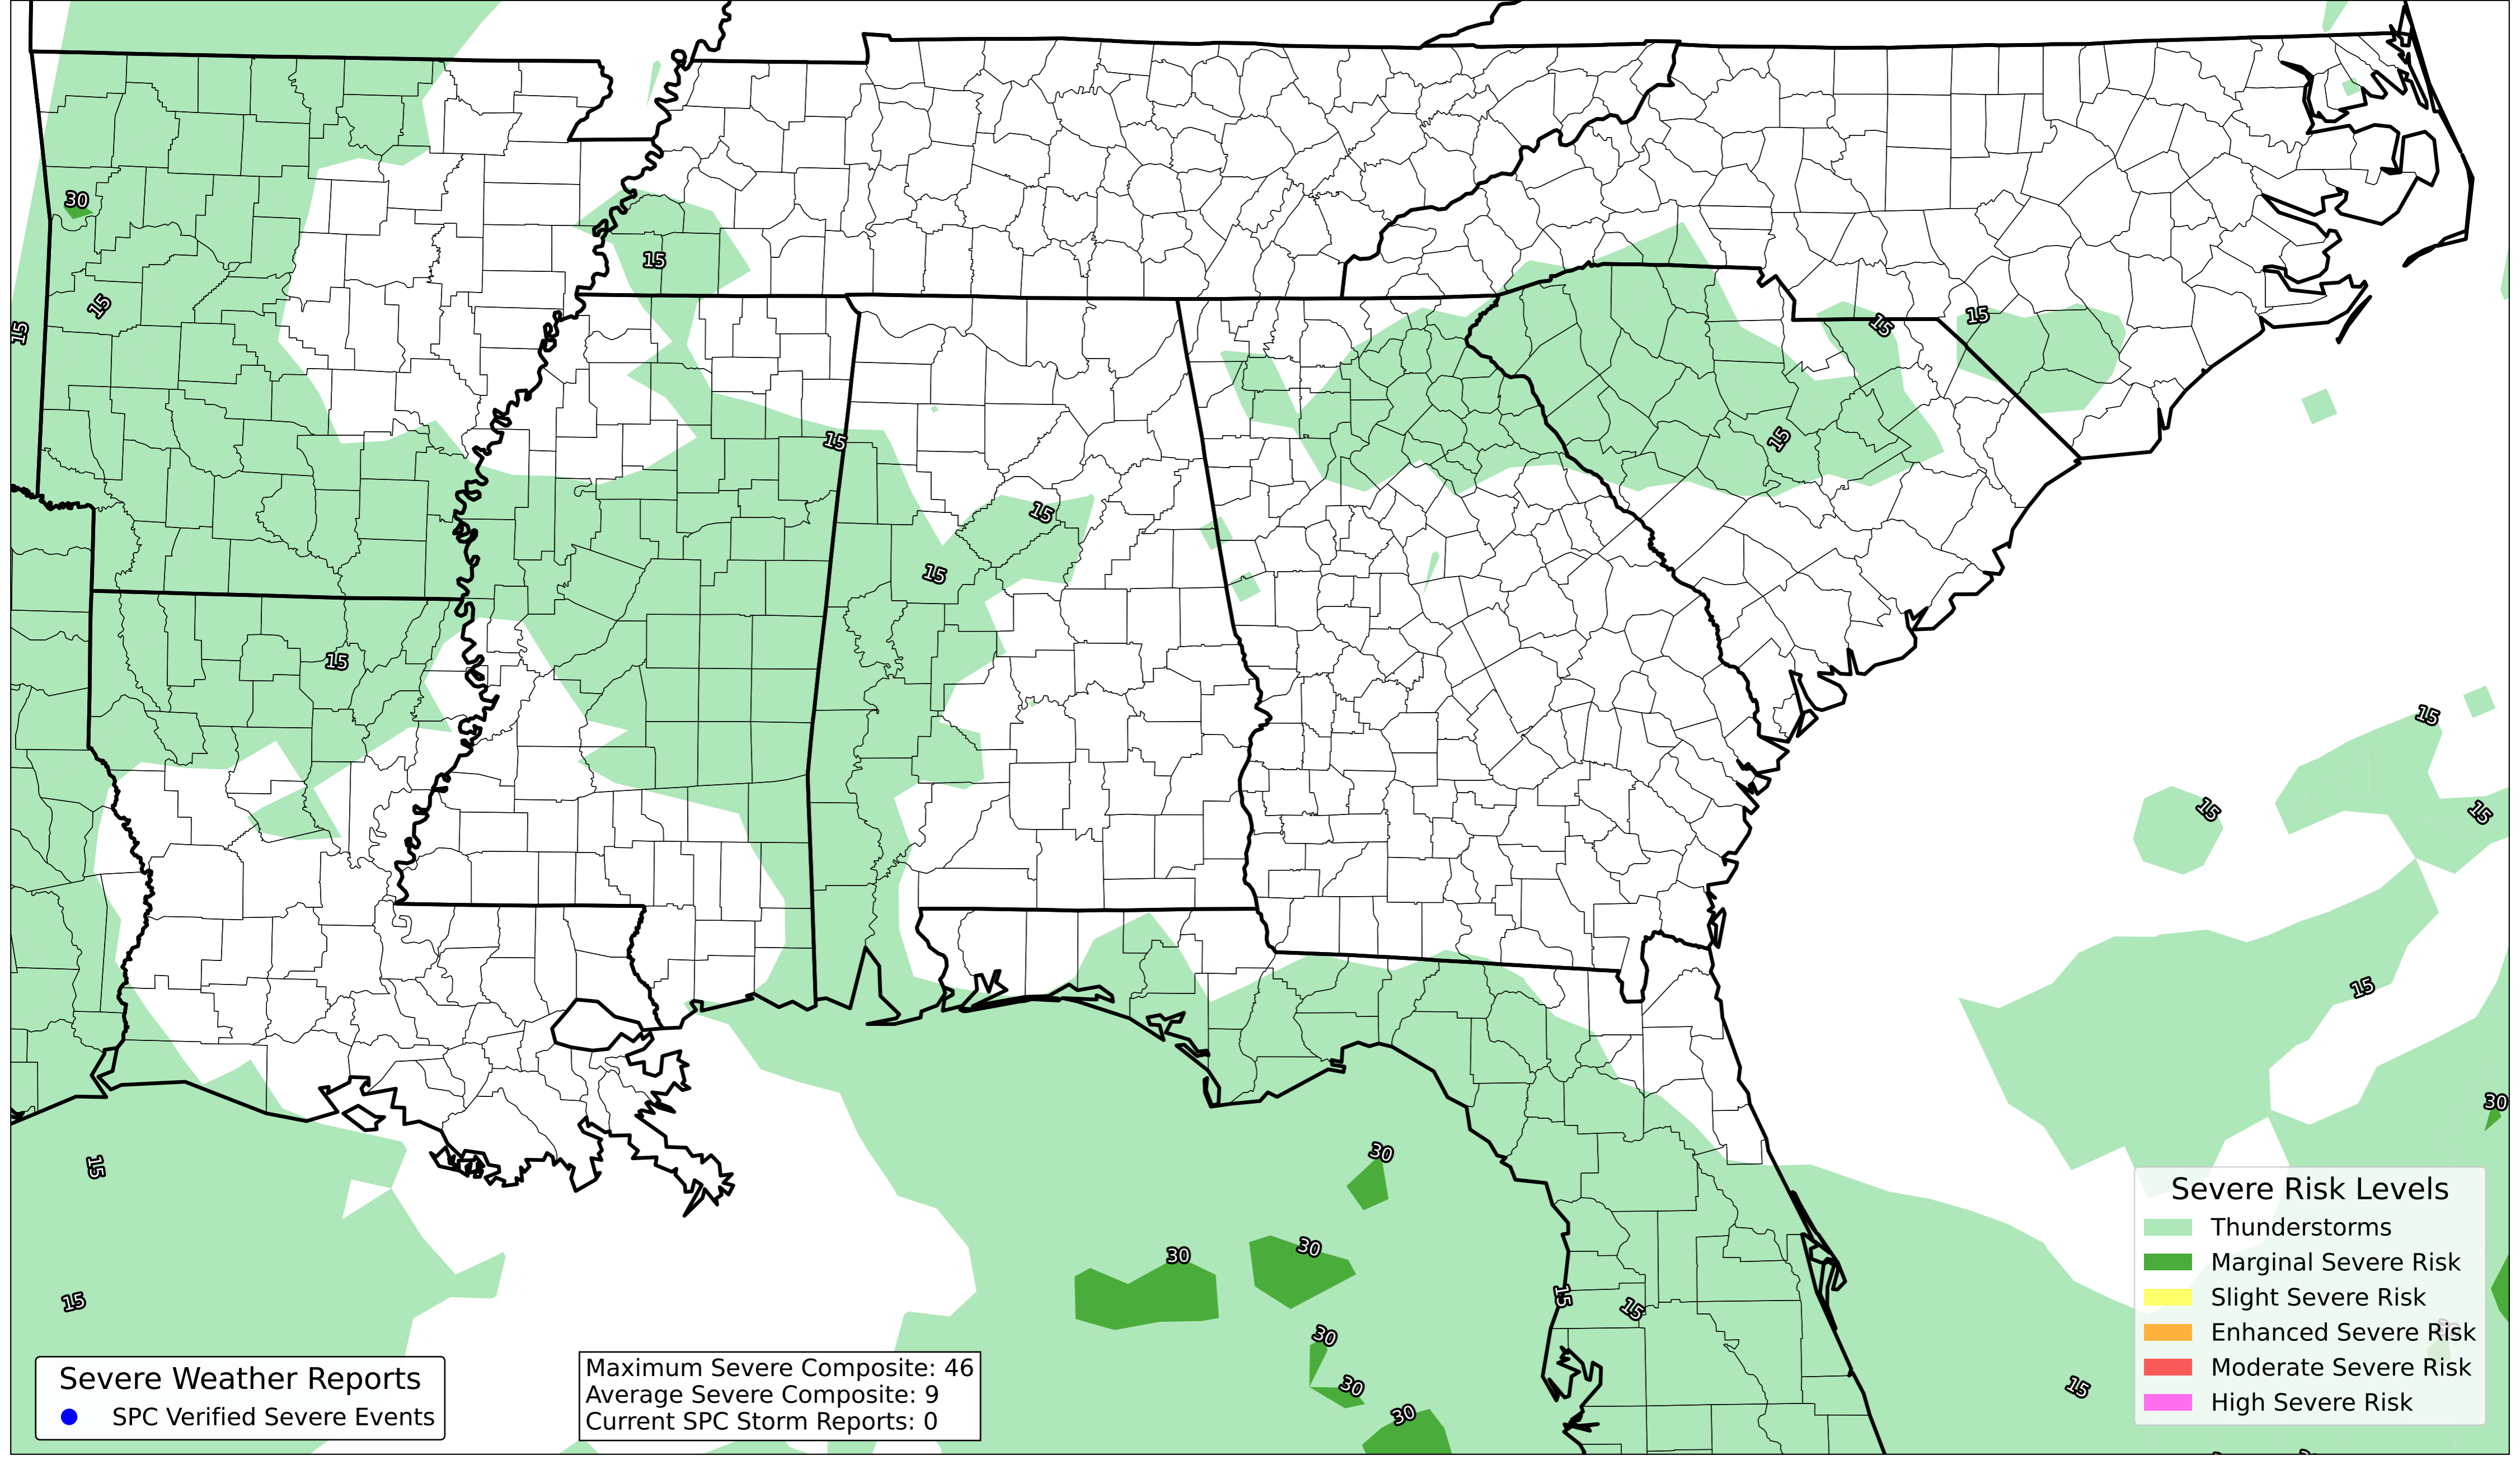 30
15
15
15
15
15
15
15
15
15
15
15
15
15
15
30
15
30
15
30
30
15
15
15
30
30
15
30
Severe Risk Levels
Thunderstorms
Marginal Severe Risk
Slight Severe Risk
Enhanced Severe Risk
Moderate Severe Risk
High Severe Risk
Severe Weather Reports
SPC Verified Severe Events
Maximum Severe Composite: 46
Average Severe Composite: 9
Current SPC Storm Reports: 0